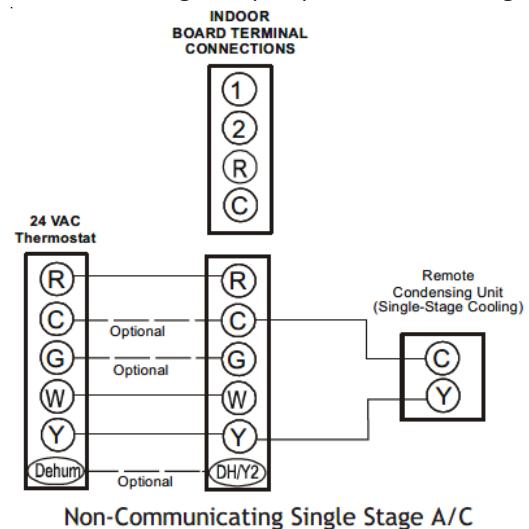 INDOOR
BOARD TERMINAL
CONNECTIONS
1
2
R
C
24 VAC
Thermostat
R
C
G
W
Y
Dehum
Optional
Optional
Optional
R
C
G
W
Y
DH/Y2
Remote
Condensing Unit
(Single-Stage Cooling)
C
Y
Non-Communicating Single Stage A/C